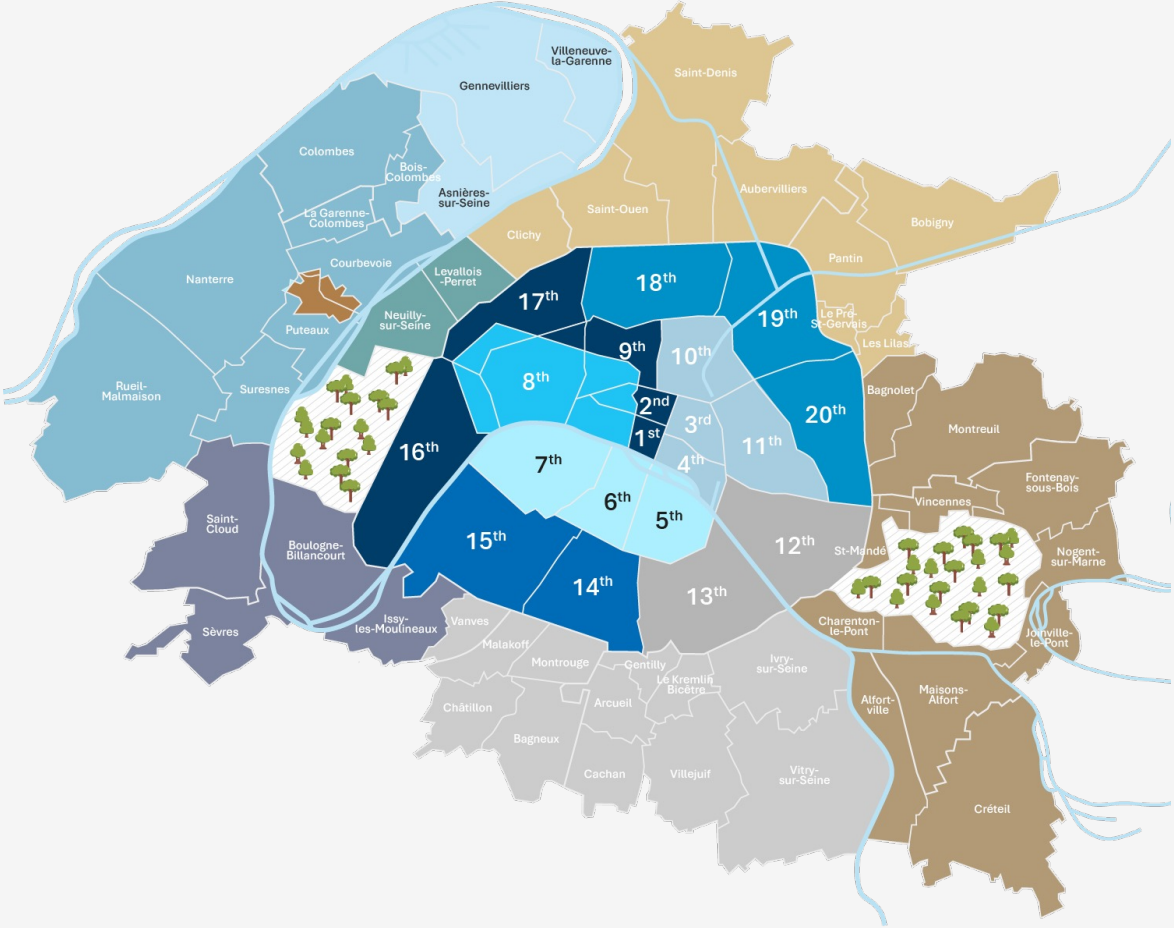 Villeneuve-
la-Garenne
Saint-Denis
Gennevilliers
Colombes
Bois-
Colombes
Asnières-
sur-Seine
Aubervilliers
La Garenne-
Colombes
Saint-Ouen
Bobigny
Clichy
Courbevoie
Pantin
Levallois
-Perret
Nanterre
18th
17th
Neuilly-
sur-Seine
Puteaux
19th
Le Pré-
St-Gervais
Les Lilas
9th
10th
8th
Rueil-
Malmaison
Suresnes
Bagnolet
2nd
20th
3rd
1st
Montreuil
11th
16th
7th
4th
Fontenay-
sous-Bois
6th
Vincennes
5th
Saint-
Cloud
15th
12th
St-Mandé
Boulogne-
Billancourt
Nogent-
sur-Marne
14th
13th
Issy-
les-Moulineaux
Vanves
Charenton-
le-Pont
Sèvres
Joinville-
le-Pont
Malakoff
Montrouge
Gentilly
Ivry-
sur-Seine
Le Kremlin
Bicêtre
Châtillon
Arcueil
Alfort-
ville
Maisons-
Alfort
Bagneux
Cachan
Villejuif
Vitry-
sur-Seine
Créteil